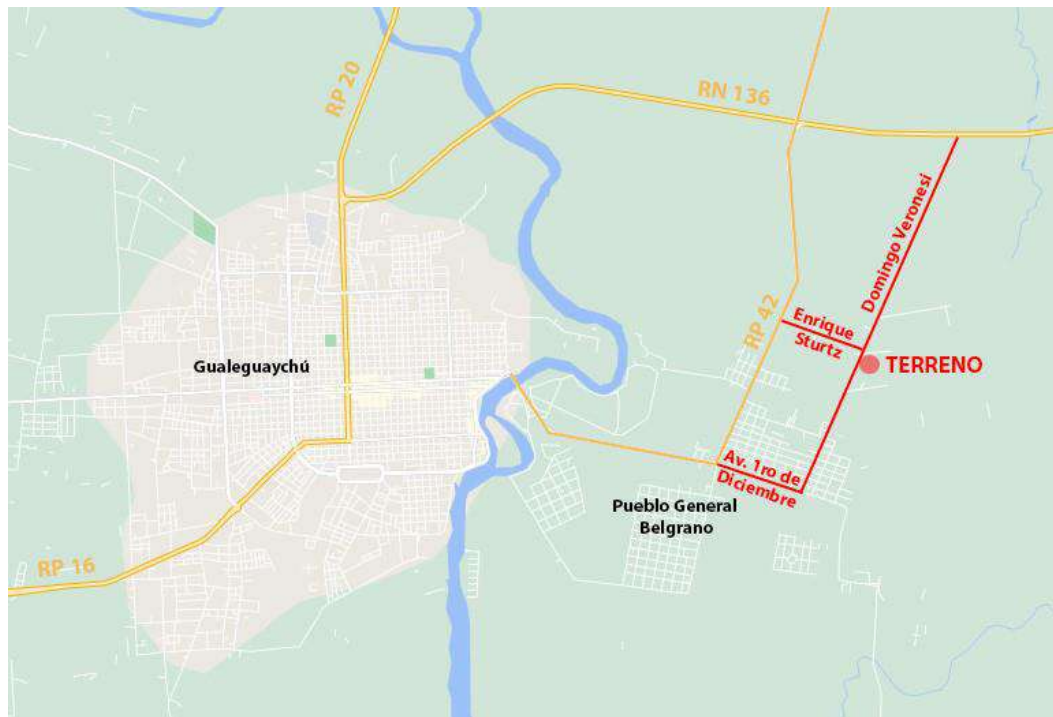 RP 20
RN 136
Domingo Veronesi
RP 42
Enrique
Sturtz
Gualeguaychú
TERRENO
Av. 1ro de
Diciembre
Pueblo General
Belgrano
RP 16